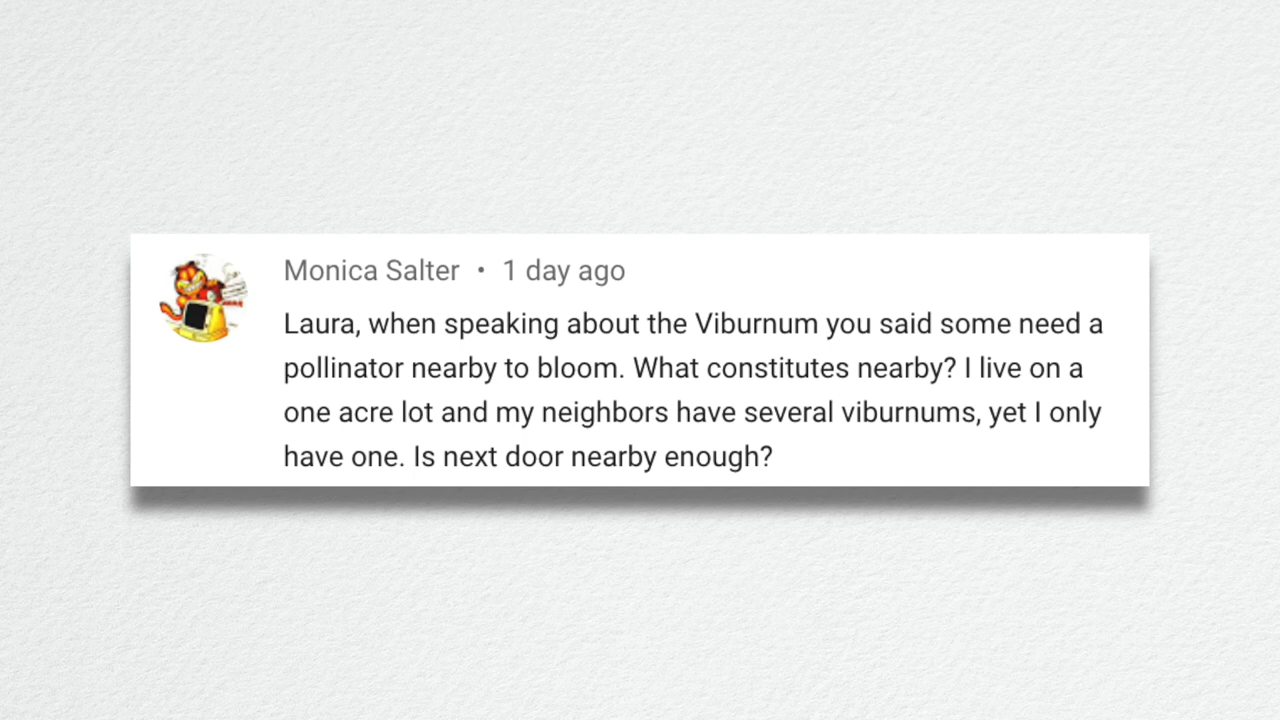 Monica Salter • 1 day ago
Laura, when speaking about the Viburnum you said some need a
pollinator nearby to bloom. What constitutes nearby? I live on a
one acre lot and my neighbors have several viburnums, yet I only
have one. Is next door nearby enough?